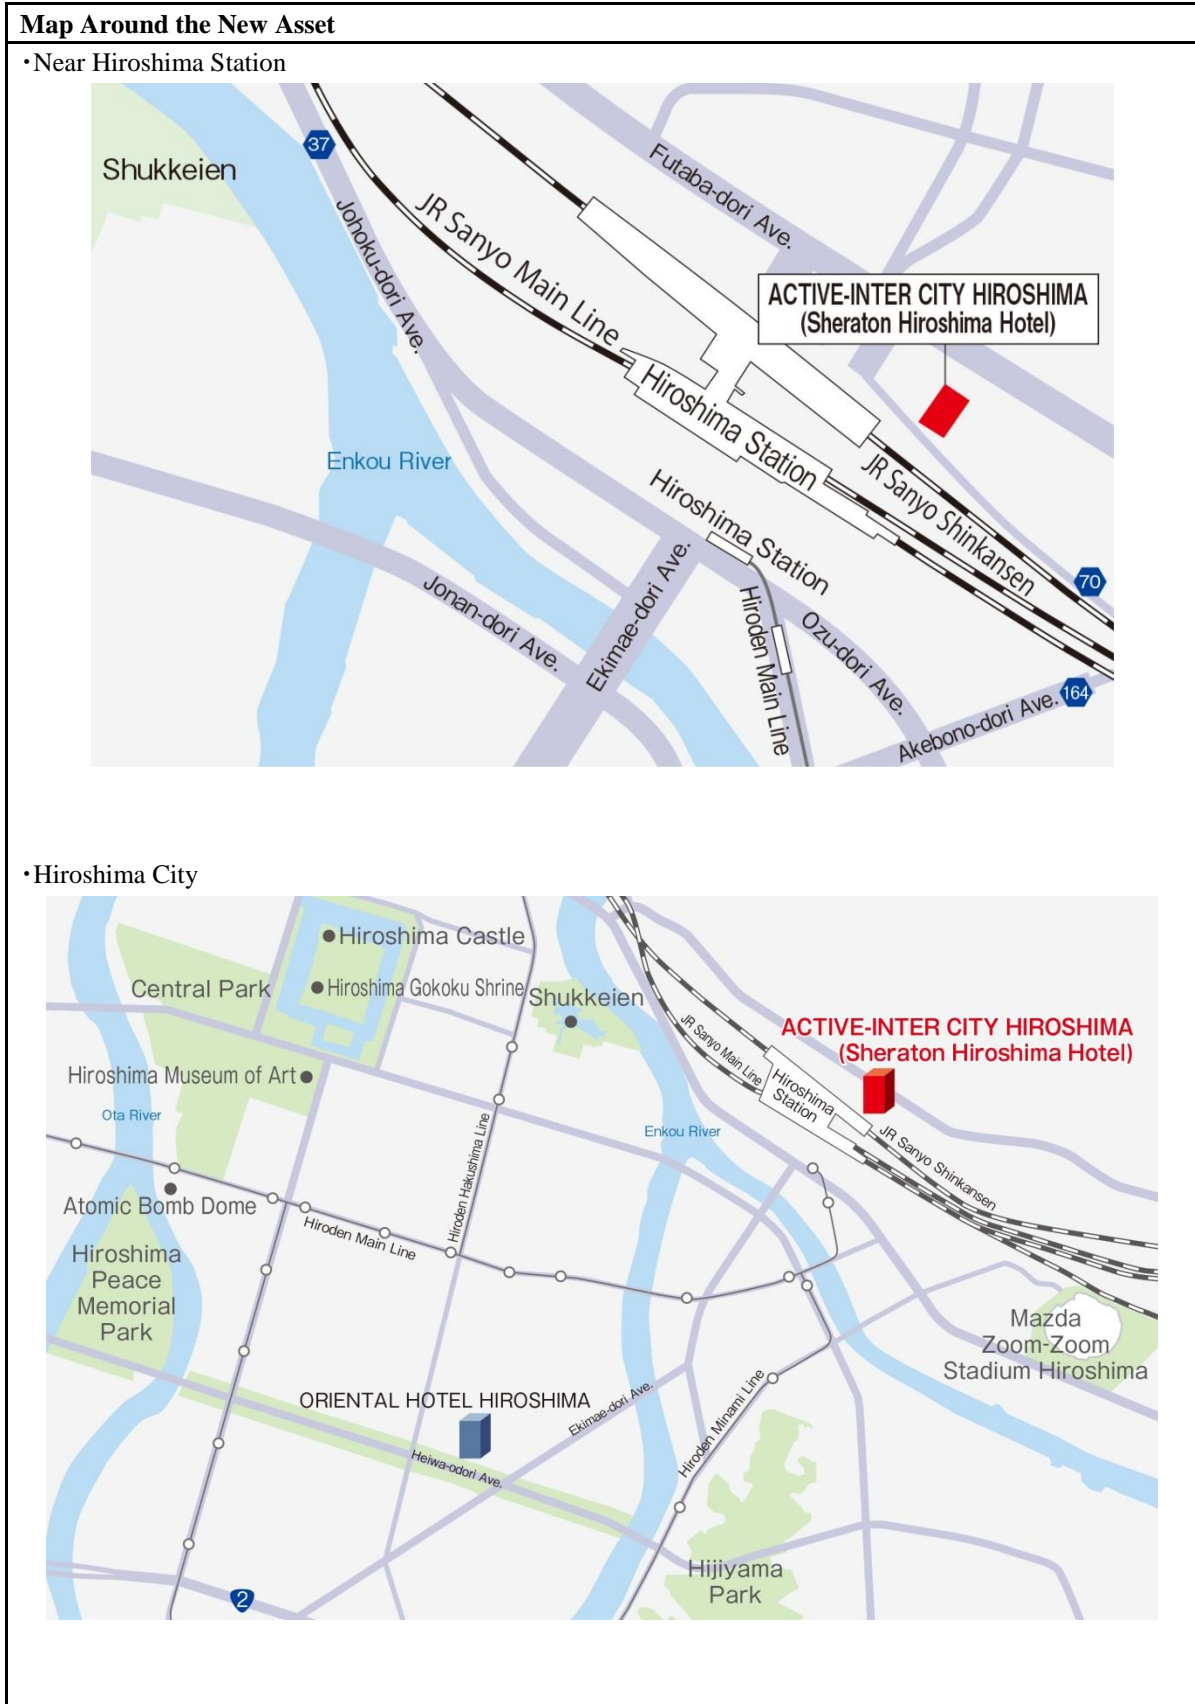 Map Around the New Asset
・Near Hiroshima Station
37
Shukkeien
Futaba-dori Ave.
JR Sanyo Main Line
Johoku-dori Ave.
ACTIVE-INTER CITY HIROSHIMA
(Sheraton Hiroshima Hotel)
Hiroshima Station
Enkou River
JR Sanyo Shinkansen
Hiroshima Station
70
Jonan-dori Ave.
Ekimae-dori Ave.
Hiroden Main Line
Ozu-dori Ave.
164
Akebono-dori Ave.
・Hiroshima City
Hiroshima Castle
Central Park
Hiroshima Gokoku Shrine
Shukkeien
ACTIVE-INTER CITY HIROSHIMA
(Sheraton Hiroshima Hotel)
JR Sanyo Main Line
Hiroshima
Station
Hiroshima Museum of Art
Ota River
Enkou River
JR Sanyo Shinkansen
Hiroden Hakushima Line
Atomic Bomb Dome
Hiroden Main Line
Hiroshima
Peace
Memorial
Park
Mazda
Zoom-Zoom
Stadium Hiroshima
ORIENTAL HOTEL HIROSHIMA
Ekimae-dori Ave.
Hiroden Minami Line
Heiwa-odori Ave.
Hijiyama
Park
2